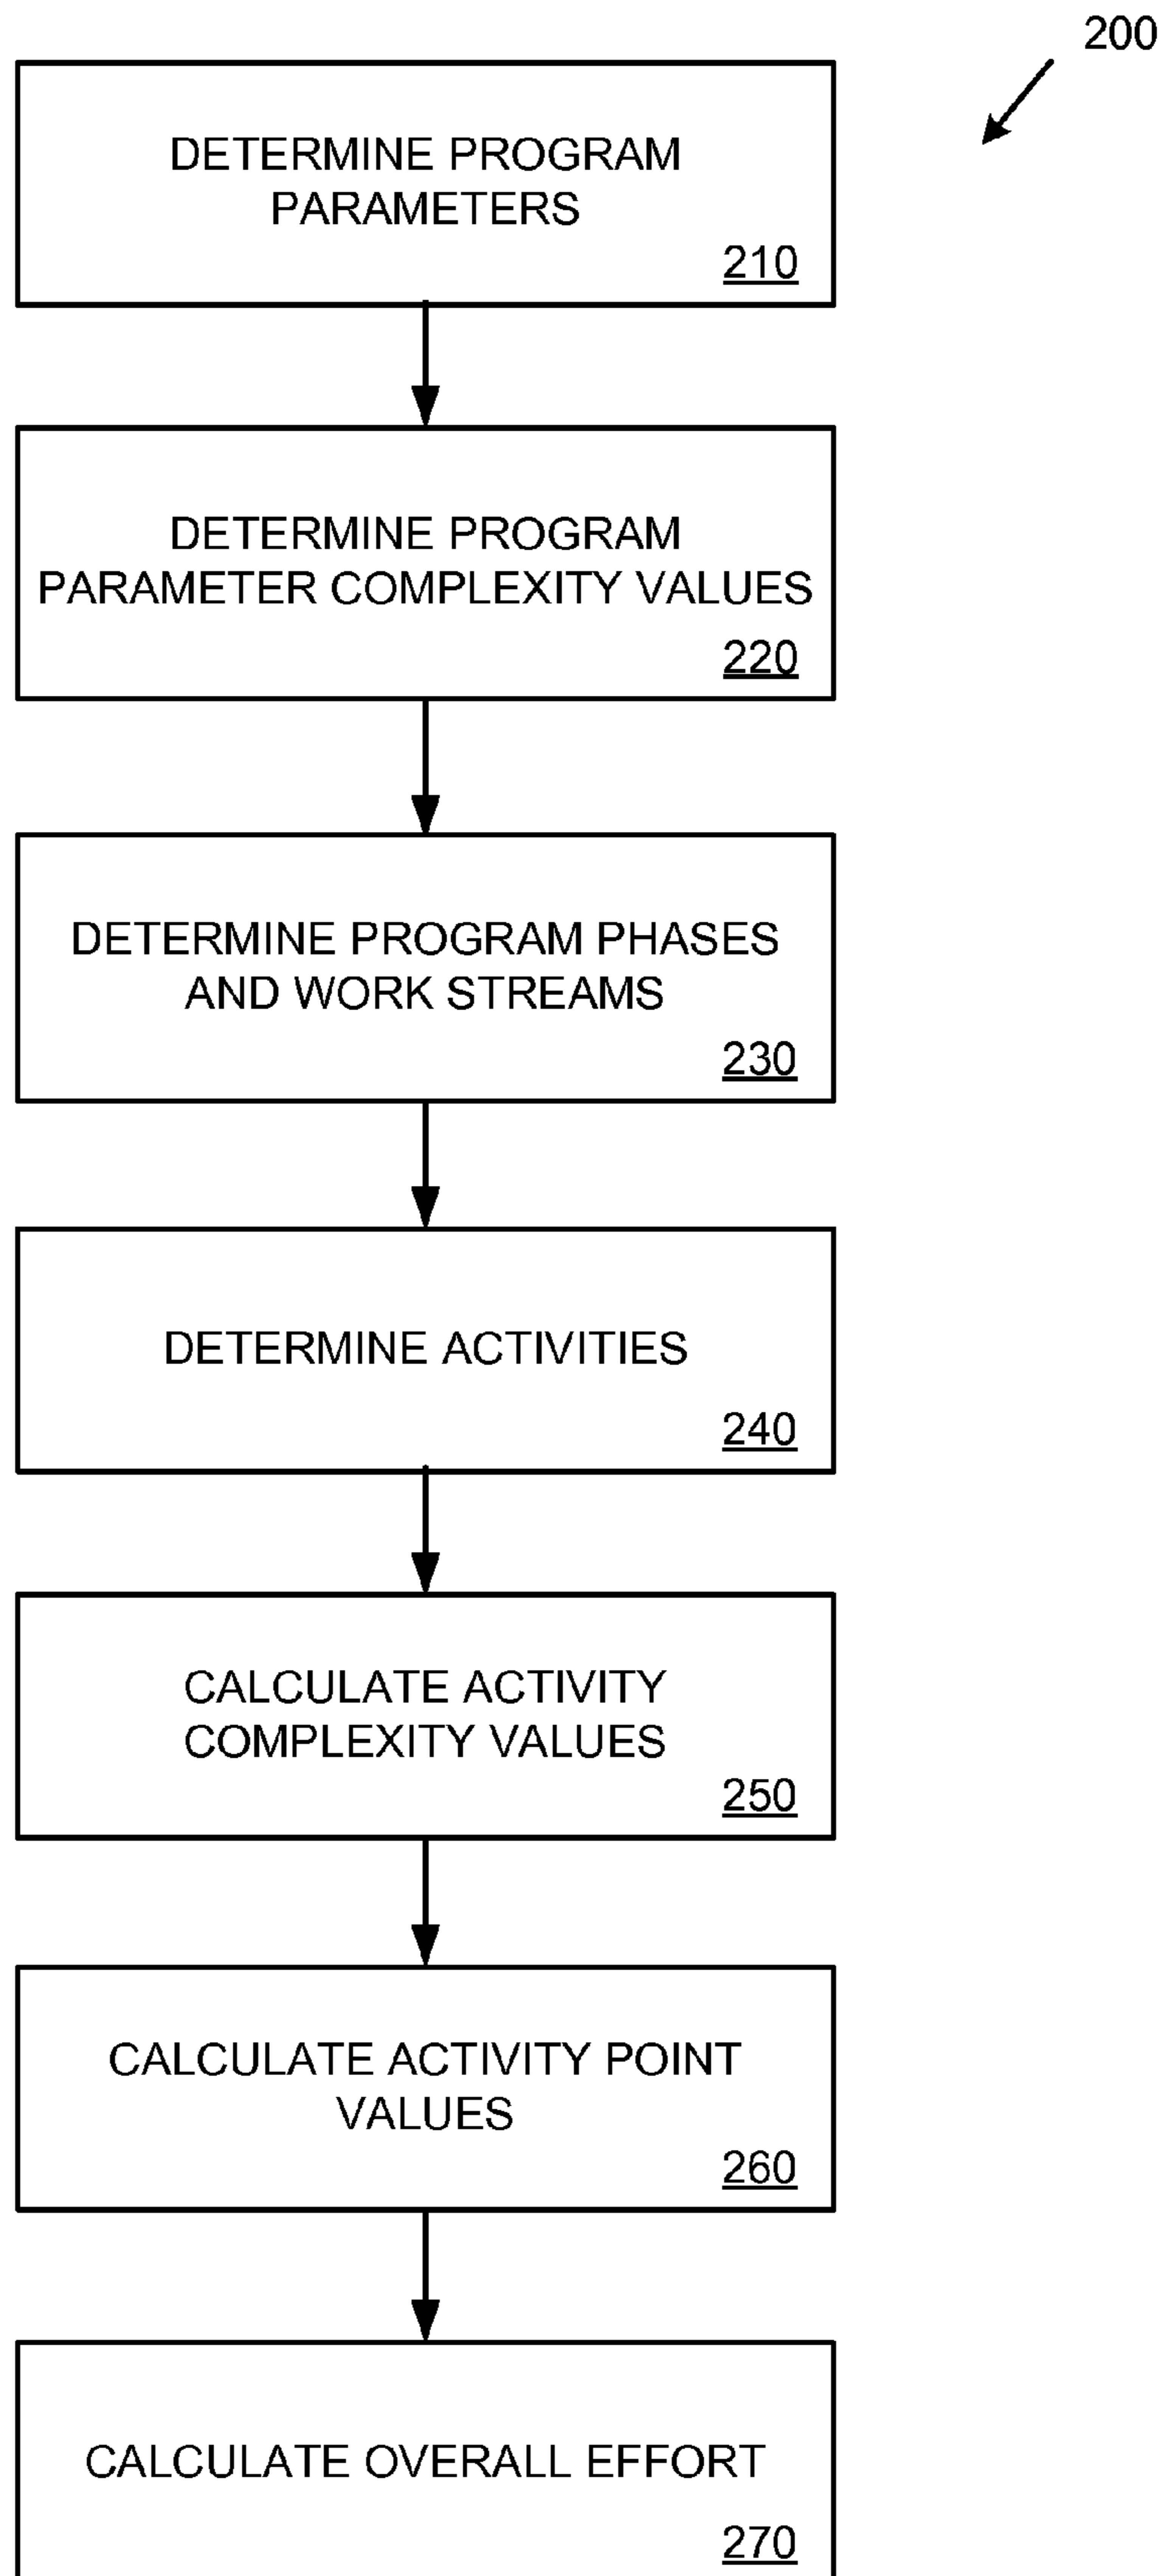 200
DETERMINE PROGRAM
PARAMETERS
210
DETERMINE PROGRAM
PARAMETER COMPLEXITY VALUES
220
DETERMINE PROGRAM PHASES
AND WORK STREAMS
230
DETERMINE ACTIVITIES
240
CALCULATE ACTIVITY
COMPLEXITY VALUES
250
CALCULATE ACTIVITY POINT
VALUES
260
CALCULATE OVERALL EFFORT
270